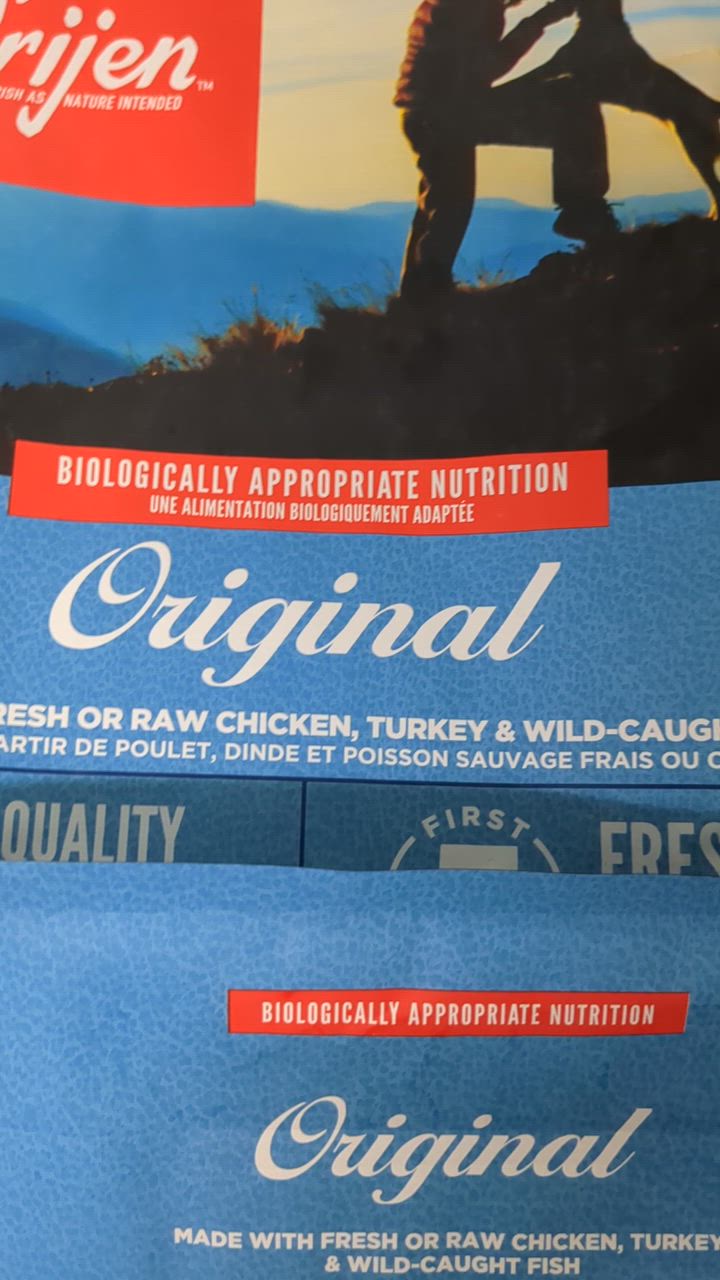 rijen™
ISH AS NATURE INTENDED
BIOLOGICALLY APPROPRIATE NUTRITION
UNE ALIMENTATION BIOLOGIQUEMENT ADAPTÉE
Original
RESH OR RAW CHICKEN, TURKEY & WILD-CAUG
ARTIR DE POULET, DINDE ET POISSON SAUVAGE FRAIS OU C
QUALITY
FIRST
FRES
BIOLOGICALLY APPROPRIATE NUTRITION
Original
MADE WITH FRESH OR RAW CHICKEN, TURKEY
& WILD-CAUGHT FISH